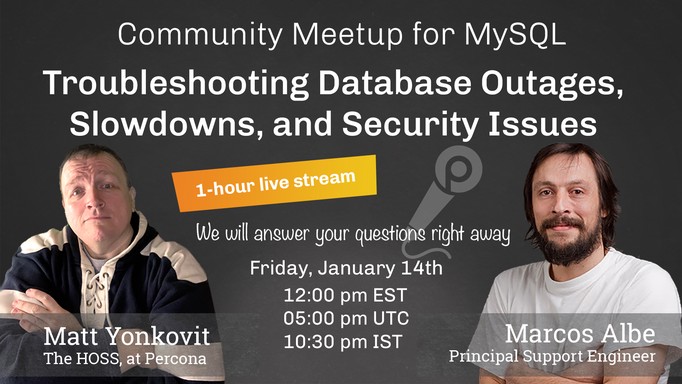 Community Meetup for MySQL
Troubleshooting Database Outages,
Slowdowns, and Security Issues
1-hour live stream
We will answer your questions right away
Friday, January 14th
12:00 pm EST
05:00 pm UTC
10:30 pm IST
Matt Yonkovit
The HOSS, at Percona
Marcos Albe
Principal Support Engineer